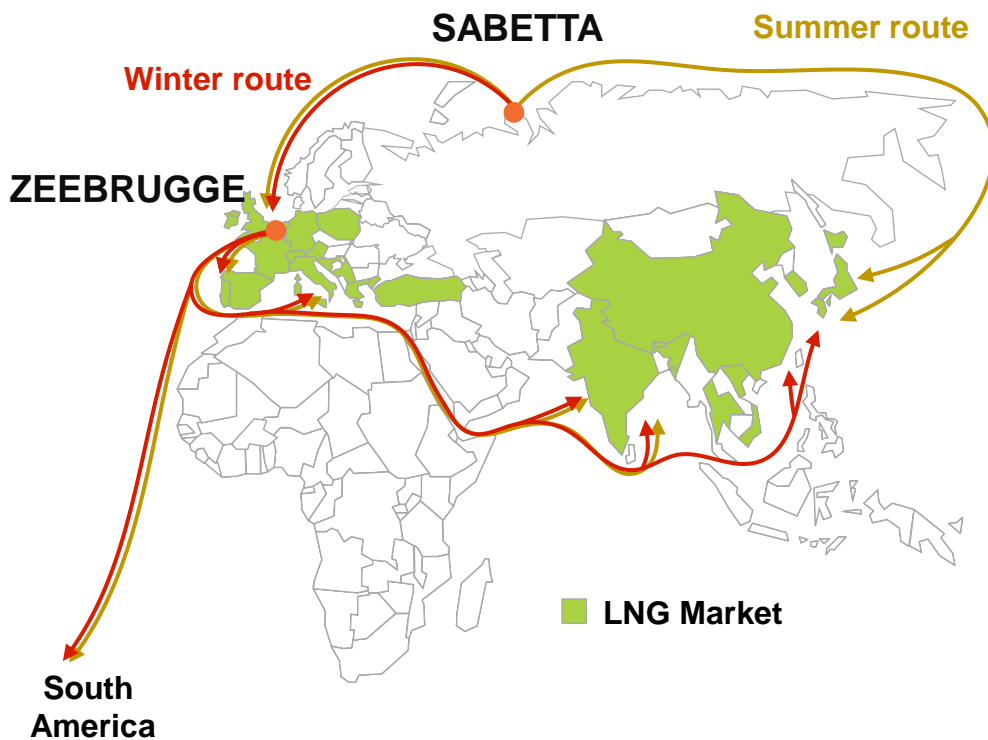 SABETTA
Summer route
Winter route
ZEEBRUGGE
LNG Market
South
America